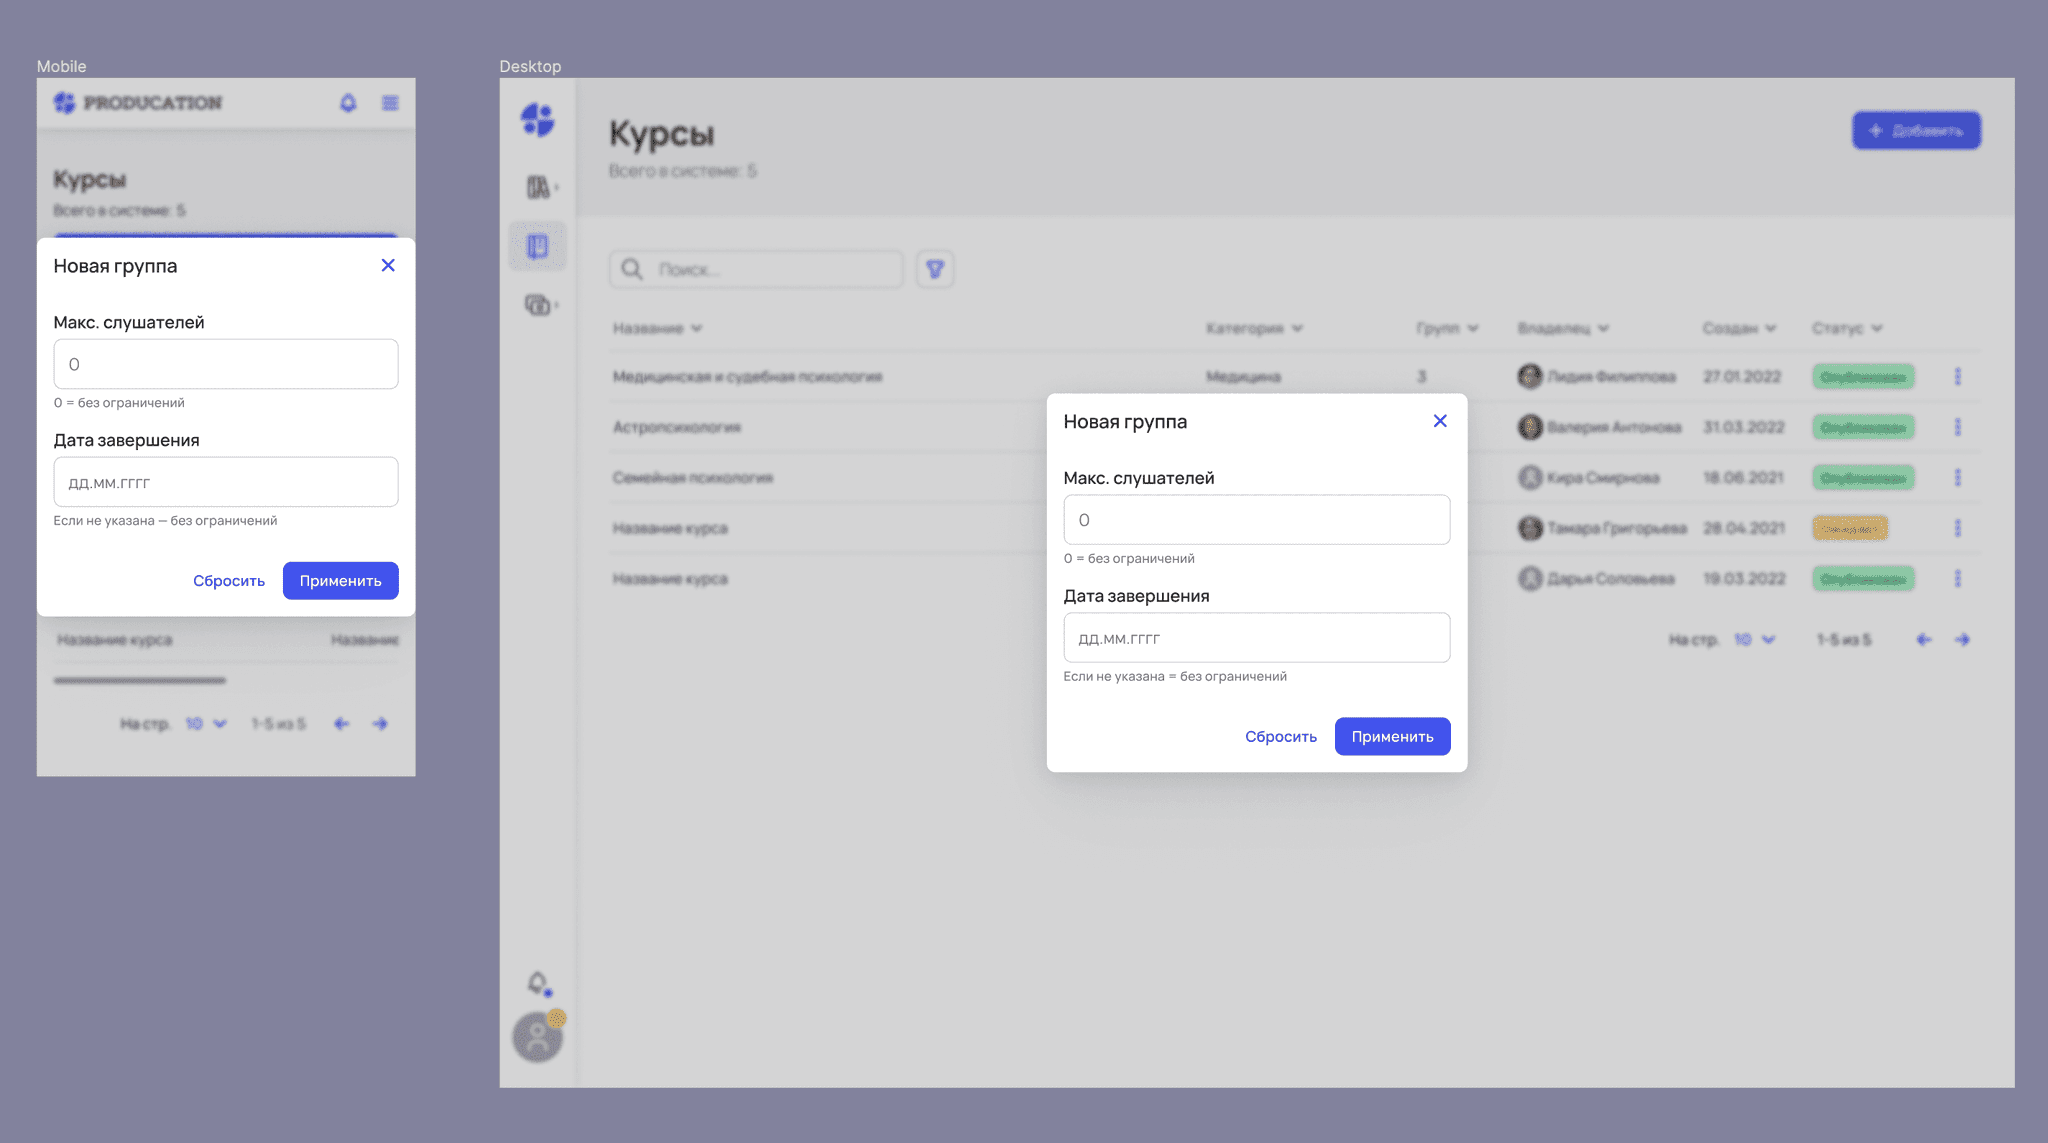 Mobile
PRODUCATION
Курсы
Всего в системе: 5
Новая группа
Макс. слушателей
0
0 = без ограничений
Дата завершения
дд.мм.гггг
Если не указана — без ограничений
Сбросить
Применить
Название курса
Название
На стр. 10
1-5 из 5
Desktop
Курсы
Всего в системе: 5
Добавить
Поиск...
Название
Категория
Групп
Владелец
Создан
Статус
Медицинская и судебная психология
Медицина
3
Лидия Филиппова
27.01.2022
Опубликован
Астропсихология
Валерия Антонова
31.03.2022
Опубликован
Семейная психология
Кира Смирнова
18.06.2021
Опубликован
Название курса
Тамара Григорьева
28.04.2021
Название курса
Дарья Соловьева
19.03.2022
Опубликован
На стр. 10
1-5 из 5
Новая группа
Макс. слушателей
0
0 = без ограничений
Дата завершения
дд.мм.гггг
Если не указана = без ограничений
Сбросить
Применить